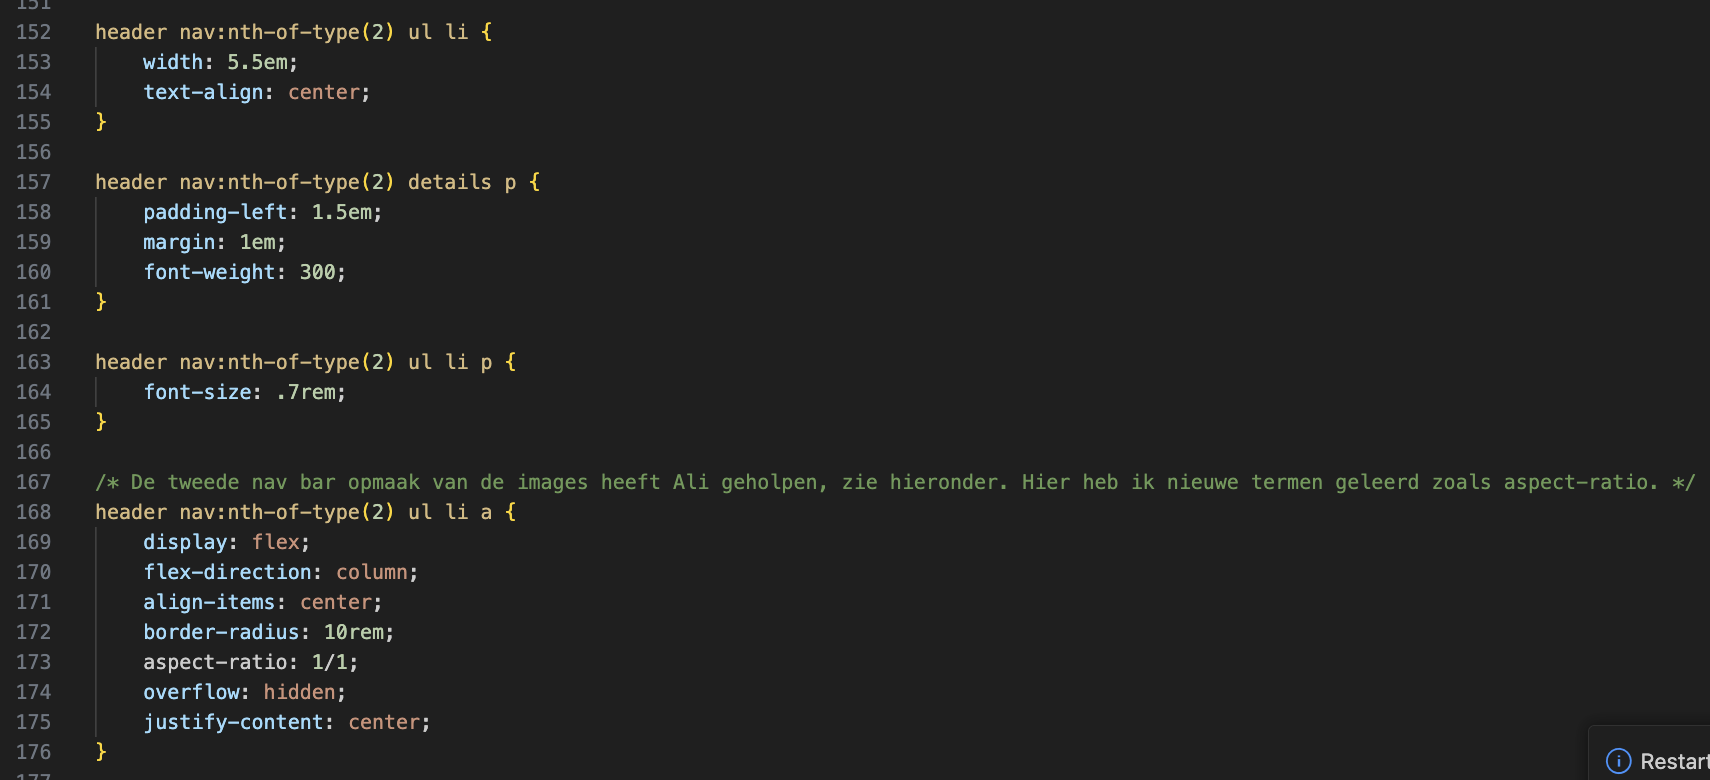 151
152 header nav:nth-of-type(2) ul li {
153 width: 5.5em;
154 text-align: center;
155 }
156
157 header nav:nth-of-type(2) details p {
158 padding-left: 1.5em;
159 margin: 1em;
160 font-weight: 300;
161 }
162
163 header nav:nth-of-type(2) ul li p {
164 font-size: .7rem;
165 }
166
167 /* De tweede nav bar opmaak van de images heeft Ali geholpen, zie hieronder. Hier heb ik nieuwe termen geleerd zoals aspect-ratio. */
168 header nav:nth-of-type(2) ul li a {
169 display: flex;
170 flex-direction: column;
171 align-items: center;
172 border-radius: 10rem;
173 aspect-ratio: 1/1;
174 overflow: hidden;
175 justify-content: center;
176 }
177
Restart